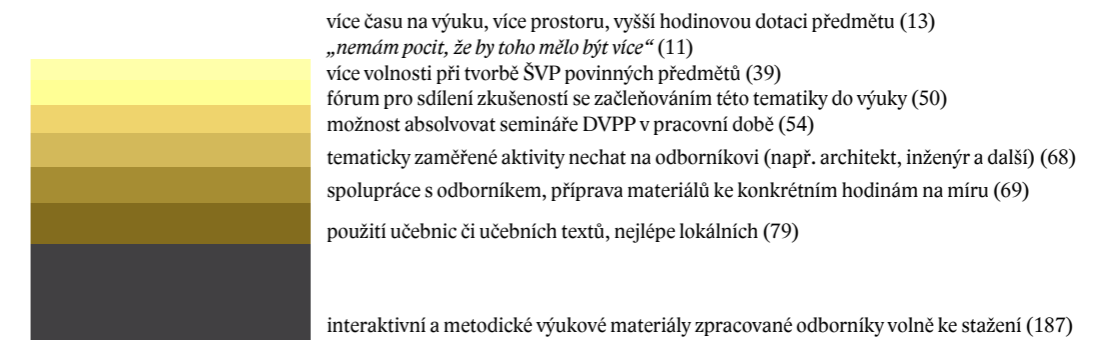 více času na výuku, více prostoru, vyšší hodinovou dotaci předmětu (13)
„nemám pocit, že by toho mělo být více“ (11)
více volnosti při tvorbě ŠVP povinných předmětů (39)
fórum pro sdílení zkušeností se začleňováním této tematiky do výuky (50)
možnost absolvovat semináře DVPP v pracovní době (54)
tematicky zaměřené aktivity nechat na odborníkovi (např. architekt, inženýr a další) (68)
spolupráce s odborníkem, příprava materiálů ke konkrétním hodinám na míru (69)
použití učebnic či učebních textů, nejlépe lokálních (79)
interaktivní a metodické výukové materiály zpracované odborníky volně ke stažení (187)